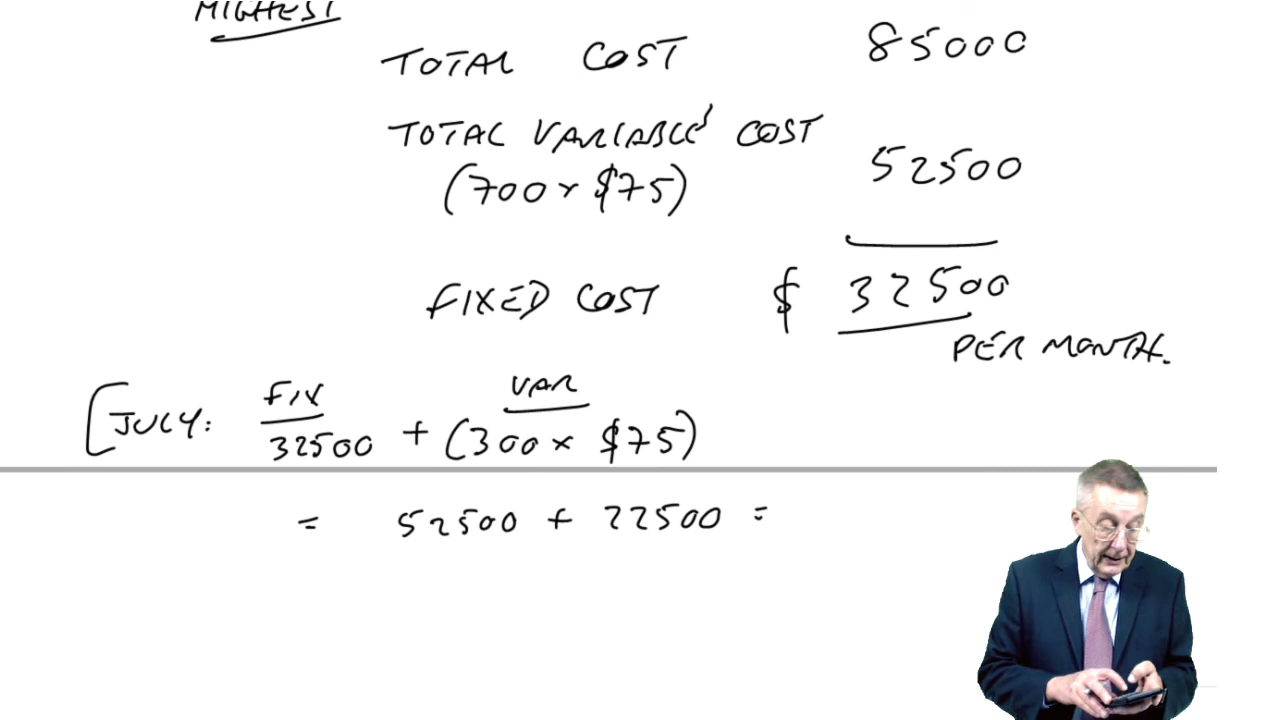 HIGHEST
TOTAL COST 85000
TOTAL VARIABLE COST
(700 x $75) 52500
FIXED COST $ 32500
PER MONTH.
FIX VAR
[JULY: 32500 + (300 x $75)
= 52500 + 22500 =